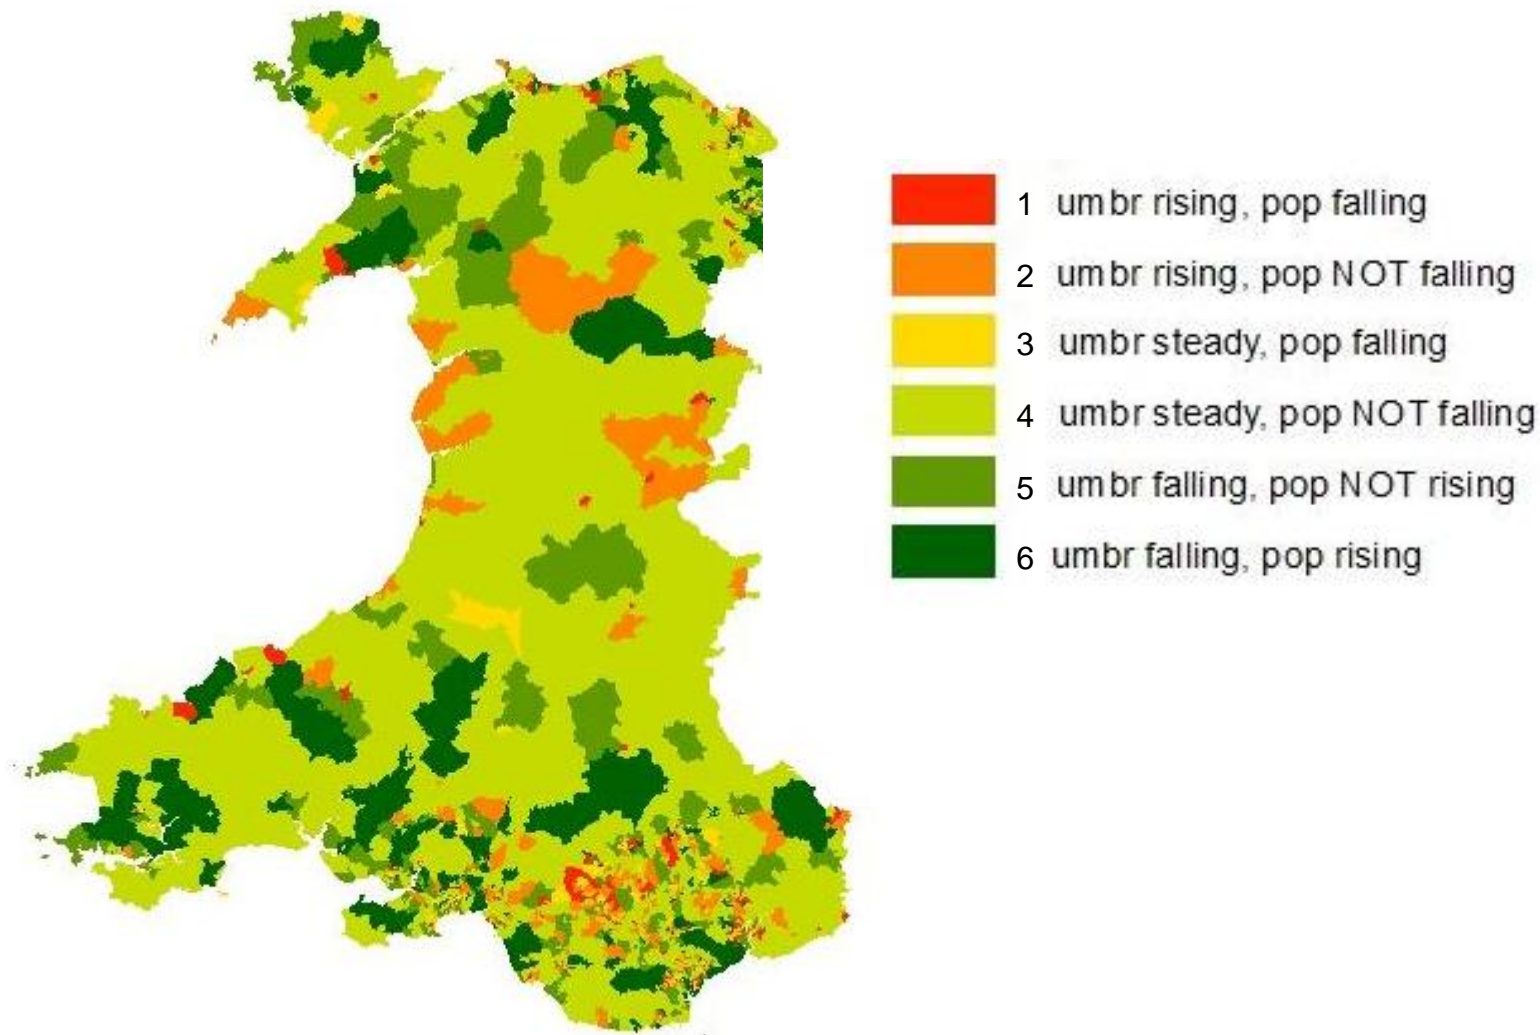 1 umbr rising, pop falling
2 umbr rising, pop NOT falling
3 umbr steady, pop falling
4 umbr steady, pop NOT falling
5 umbr falling, pop NOT rising
6 umbr falling, pop rising